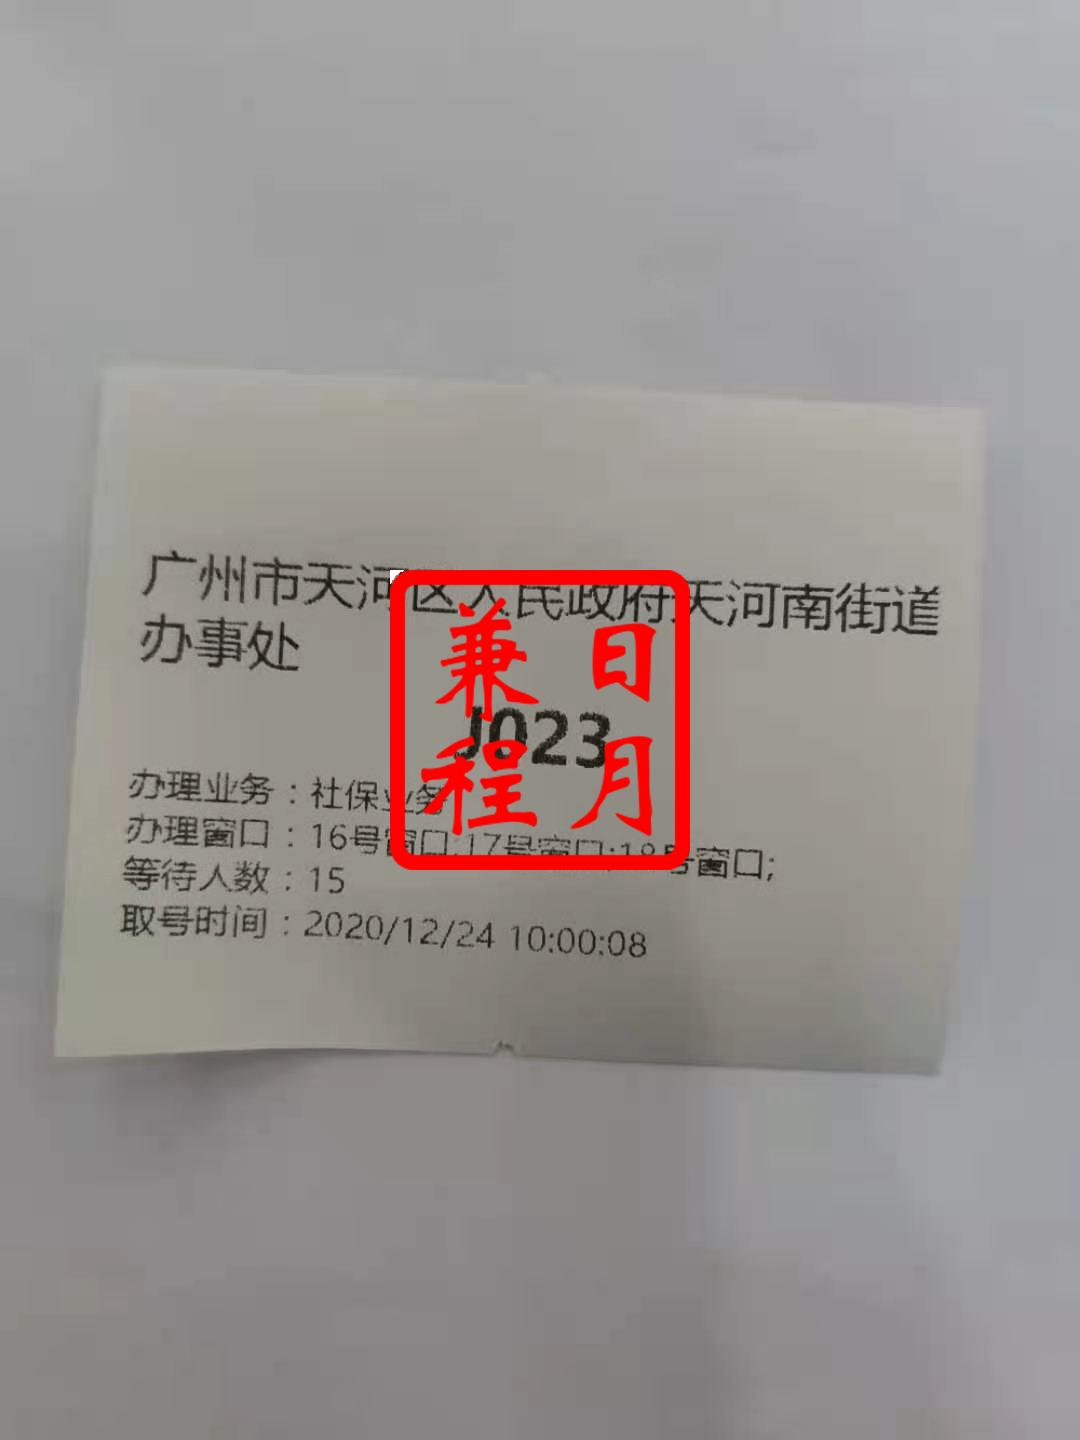 广州市天河区人民政府天河南街道
办事处
J023
办理业务：社保业务
办理窗口：16号窗口;17号窗口;18号窗口;
等待人数：15
取号时间：2020/12/24 10:00:08
日月
兼程